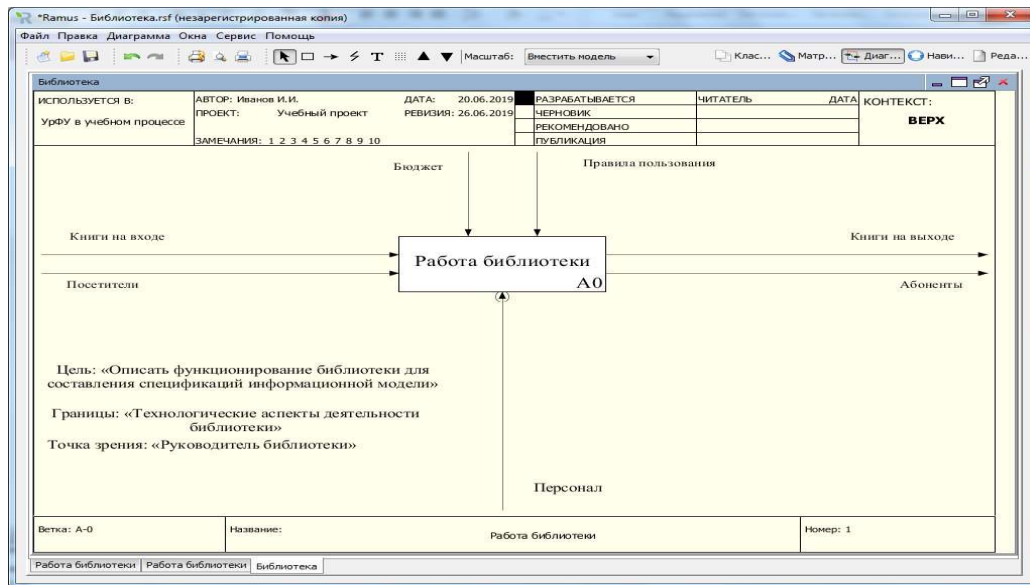 *Ramus - Библиотека.rsf (незарегистрированная копия)
Файл Правка Диаграмма Окна Сервис Помощь
T Масштаб: Вместить модель Клас... Матр... Диаг... Нави... Реда...
Библиотека
ИСПОЛЬЗУЕТСЯ В: АВТОР: Иванов И.И. ДАТА: 20.06.2019 РАЗРАБАТЫВАЕТСЯ ЧИТАТЕЛЬ ДАТА КОНТЕКСТ:
УрФУ в учебном процессе ПРОЕКТ: Учебный проект РЕВИЗИЯ: 26.06.2019 ЧЕРНОВИК ВЕРХ
РЕКОМЕНДОВАНО
ЗАМЕЧАНИЯ: 1 2 3 4 5 6 7 8 9 10 ПУБЛИКАЦИЯ
Бюджет Правила пользования
Книги на входе Книги на выходе
Работа библиотеки
A0
Посетители Абоненты
Цель: «Описать функционирование библиотеки для
составления спецификаций информационной модели»
Границы: «Технологические аспекты деятельности
библиотеки»
Точка зрения: «Руководитель библиотеки»
Персонал
Ветка: A-0 Название: Работа библиотеки Номер: 1
Работа библиотеки Работа библиотеки Библиотека